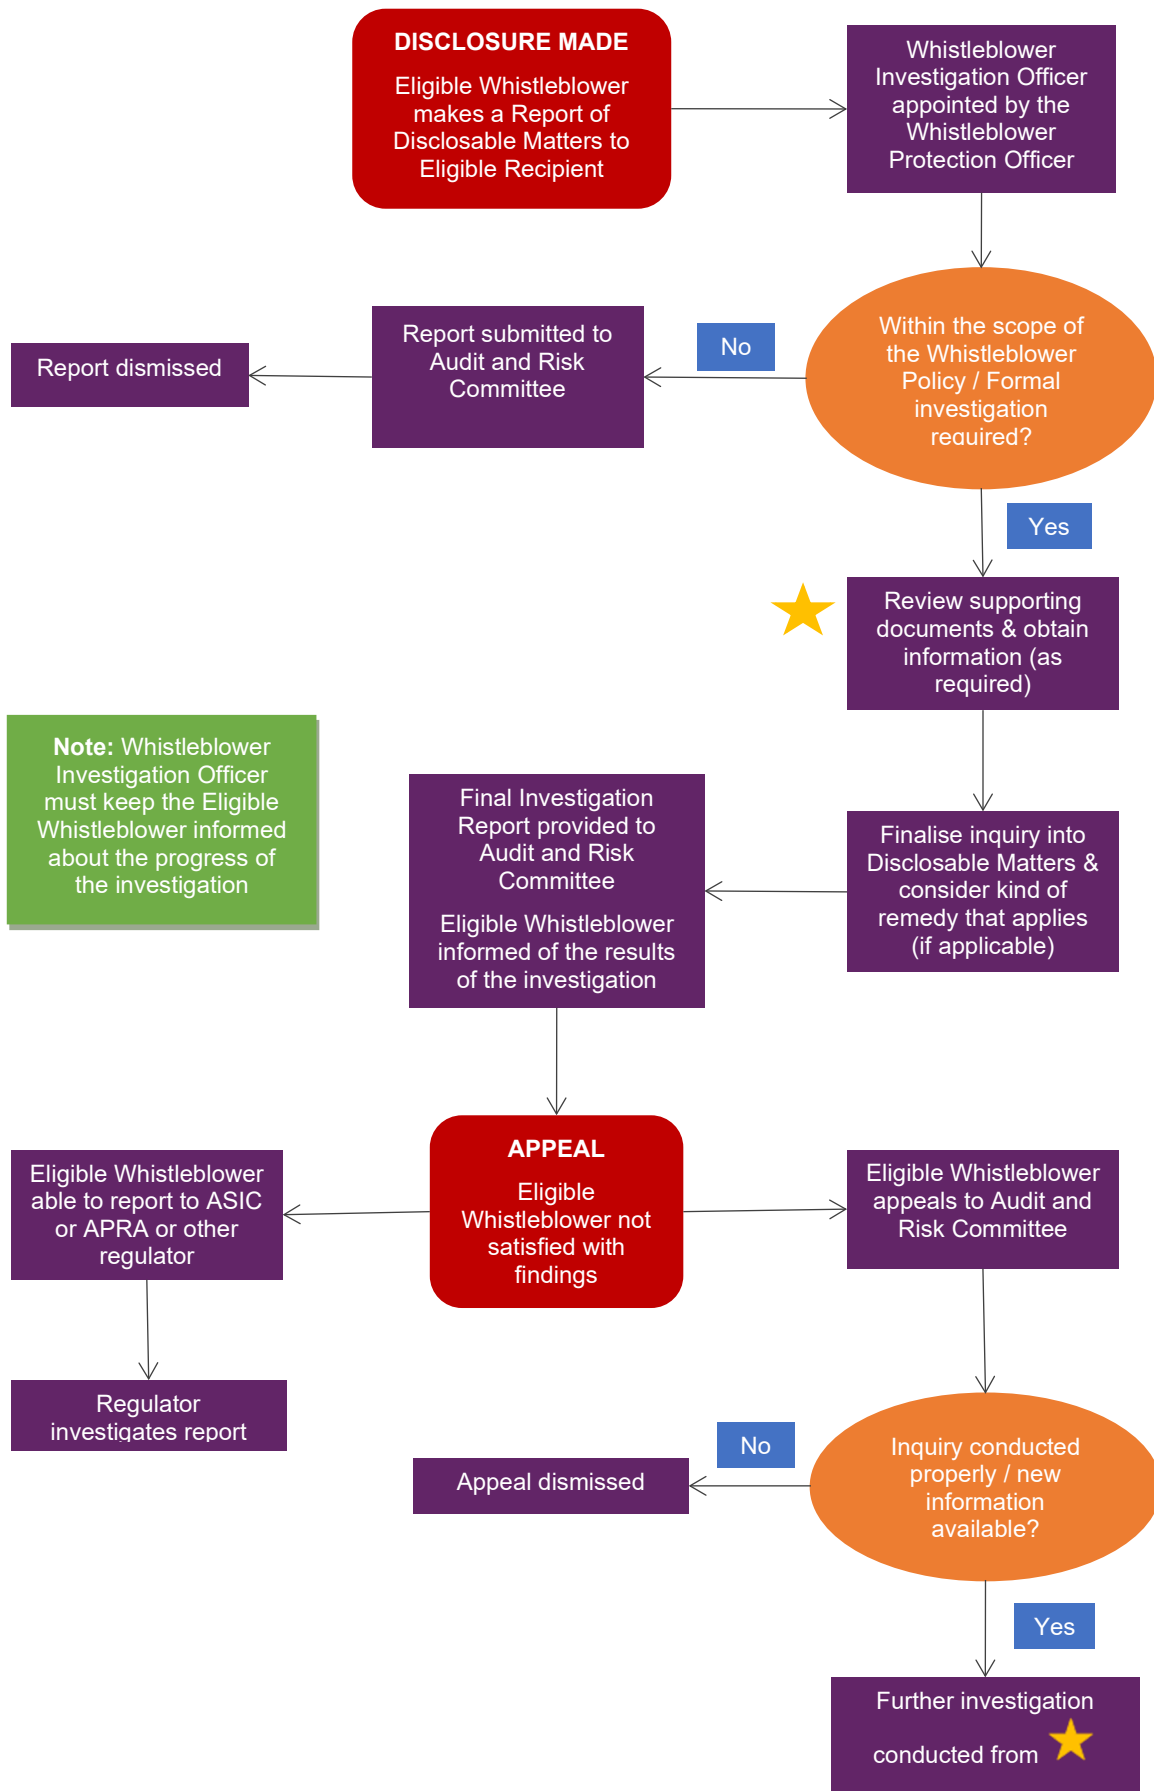 DISCLOSURE MADE
Eligible Whistleblower
makes a Report of
Disclosable Matters to
Eligible Recipient
Whistleblower
Investigation Officer
appointed by the
Whistleblower
Protection Officer
Within the scope of
the Whistleblower
Policy / Formal
investigation
required?
No
Report submitted to
Audit and Risk
Committee
Report dismissed
Yes
Review supporting
documents & obtain
information (as
required)
Note: Whistleblower
Investigation Officer
must keep the Eligible
Whistleblower informed
about the progress of
the investigation
Finalise inquiry into
Disclosable Matters &
consider kind of
remedy that applies
(if applicable)
Final Investigation
Report provided to
Audit and Risk
Committee
Eligible Whistleblower
informed of the results
of the investigation
APPEAL
Eligible
Whistleblower not
satisfied with
findings
Eligible Whistleblower
able to report to ASIC
or APRA or other
regulator
Regulator
investigates report
Eligible Whistleblower
appeals to Audit and
Risk Committee
Inquiry conducted
properly / new
information
available?
No
Appeal dismissed
Yes
Further investigation
conducted from